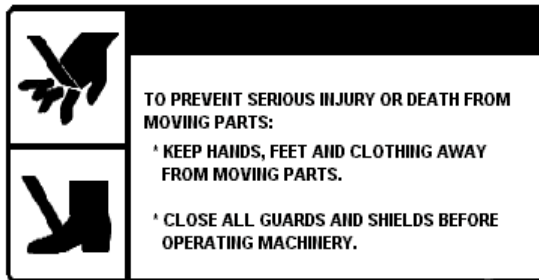 TO PREVENT SERIOUS INJURY OR DEATH FROM
MOVING PARTS:
* KEEP HANDS, FEET AND CLOTHING AWAY
FROM MOVING PARTS.
* CLOSE ALL GUARDS AND SHIELDS BEFORE
OPERATING MACHINERY.